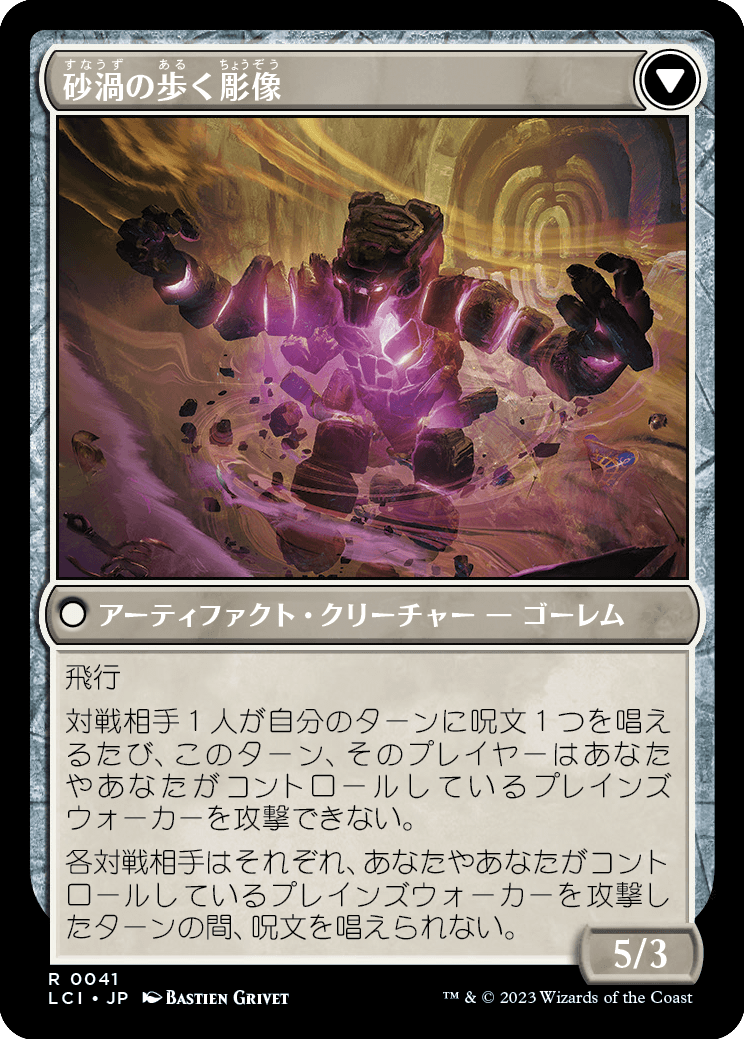 すなうず ある ちょうぞう
砂渦の歩く彫像
アーティファクト・クリーチャー — ゴーレム
飛行
対戦相手１人が自分のターンに呪文１つを唱え
るたび、このターン、そのプレイヤーはあなた
やあなたがコントロールしているプレインズ
ウォーカーを攻撃できない。
各対戦相手はそれぞれ、あなたやあなたがコント
ロールしているプレインズウォーカーを攻撃し
たターンの間、呪文を唱えられない。
5/3
R 0041
LCI • JP Bastien Grivet
™ & © 2023 Wizards of the Coast